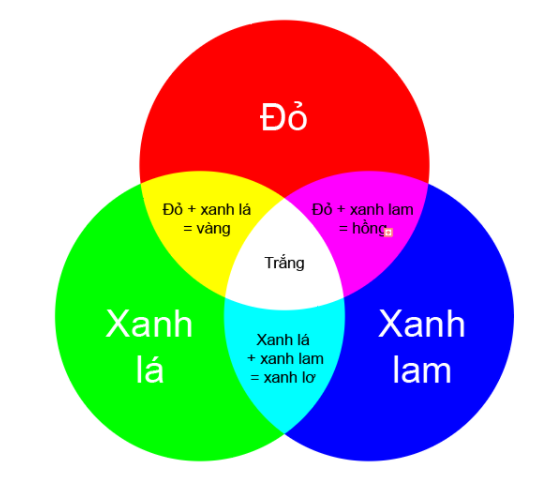 Đỏ
Đỏ + xanh lá
= vàng
Đỏ + xanh lam
= hồng
Trắng
Xanh
lá
Xanh lá
+ xanh lam
= xanh lơ
Xanh
lam